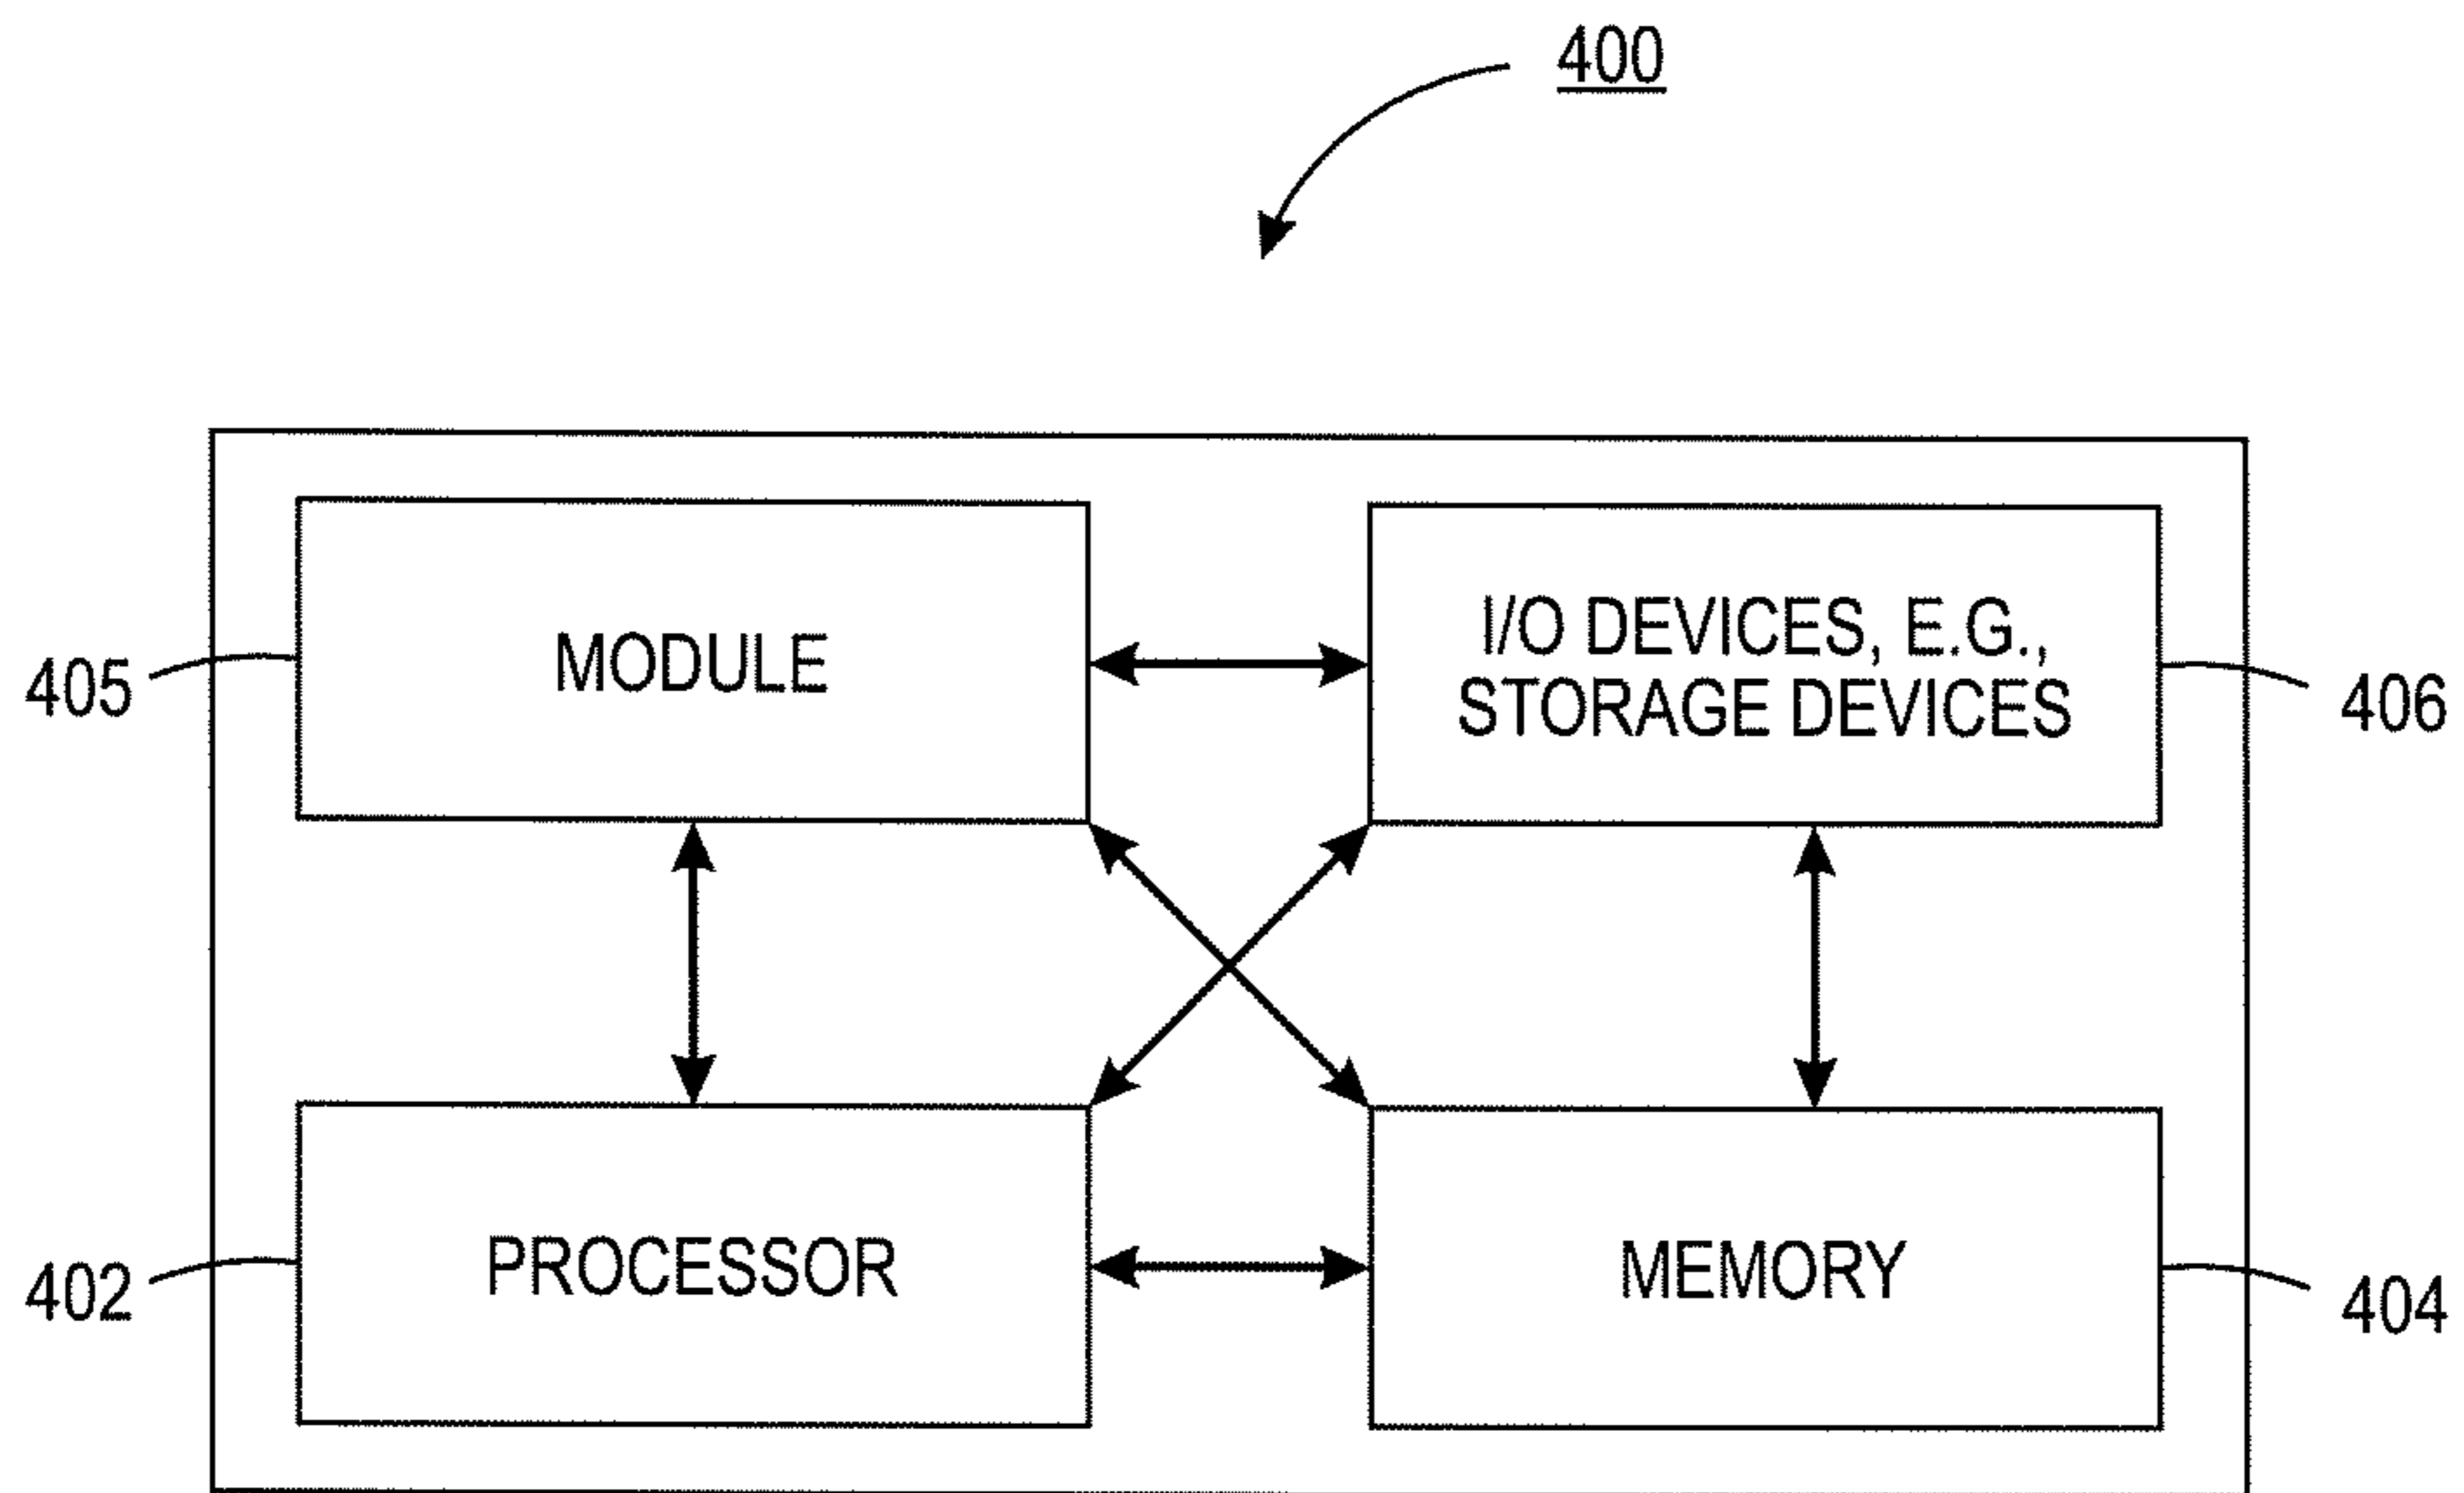 400
MODULE
I/O DEVICES, E.G.,
STORAGE DEVICES
405
406
PROCESSOR
MEMORY
402
404